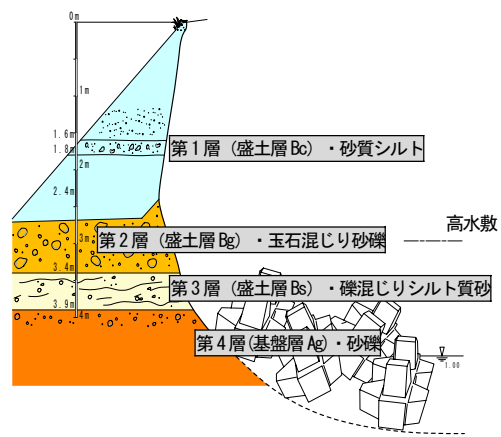 0m
1m
1.6m
1.8m
第１層（盛土層Bc）・砂質シルト
2m
2.4m
高水敷
3m
第２層（盛土層Bg）・玉石混じり砂礫
3.4m
第３層（盛土層Bs）・礫混じりシルト質砂
3.9m
4m
第４層(基盤層Ag)・砂礫
1.00